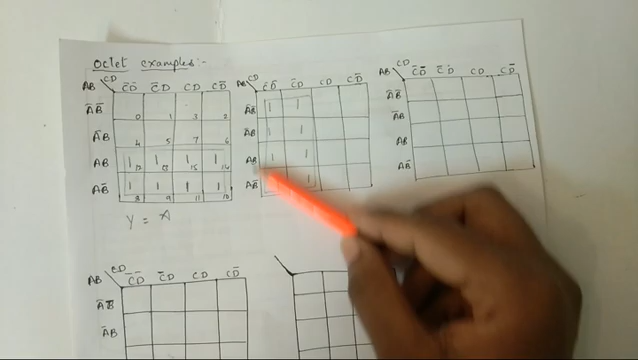 Octet examples:-
AB CD C̄D̄ C̄D CD CD̄
ĀB̄ 0 1 3 2
ĀB 4 5 7 6
AB 1 12 1 13 1 15 1
AB̄ 1 8 1 9 1 11 1 10
Y = A
AB CD C̄D̄ C̄D CD CD̄
ĀB̄ 1 1
ĀB 1 1
AB 1 1
AB̄ 1
AB CD C̄D̄ C̄D CD CD̄
ĀB̄
ĀB
AB
AB̄
AB CD C̄D̄ C̄D CD CD̄
ĀB̄
ĀB